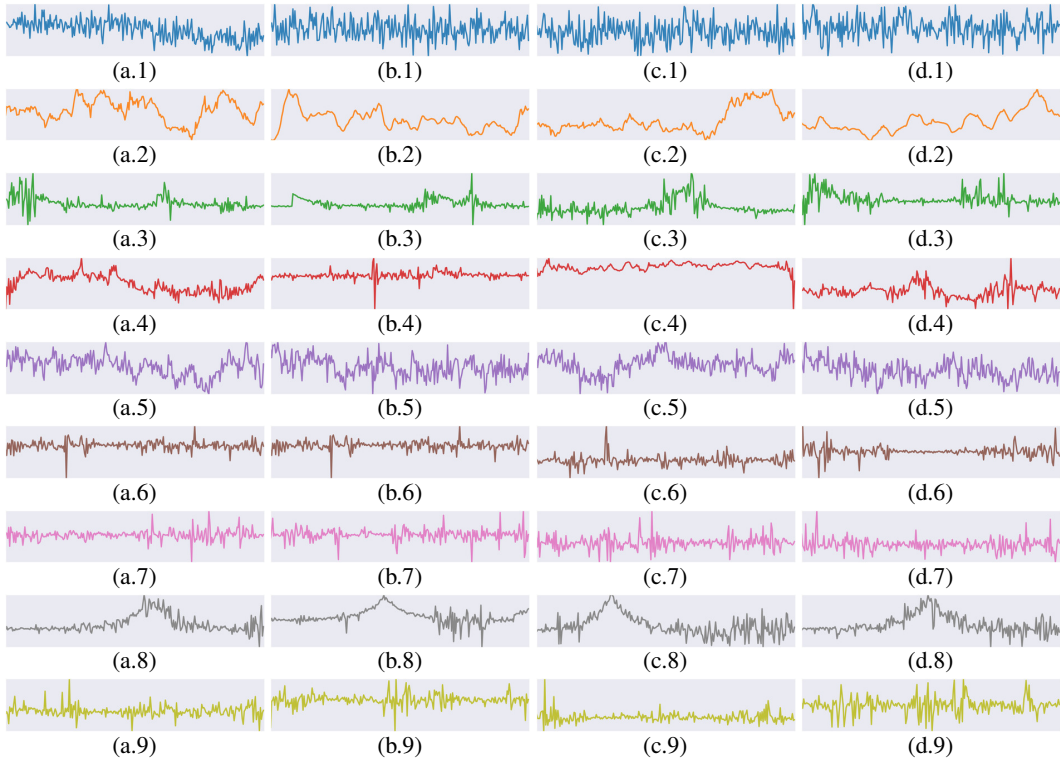 (a.1) (b.1) (c.1) (d.1)
(a.2) (b.2) (c.2) (d.2)
(a.3) (b.3) (c.3) (d.3)
(a.4) (b.4) (c.4) (d.4)
(a.5) (b.5) (c.5) (d.5)
(a.6) (b.6) (c.6) (d.6)
(a.7) (b.7) (c.7) (d.7)
(a.8) (b.8) (c.8) (d.8)
(a.9) (b.9) (c.9) (d.9)